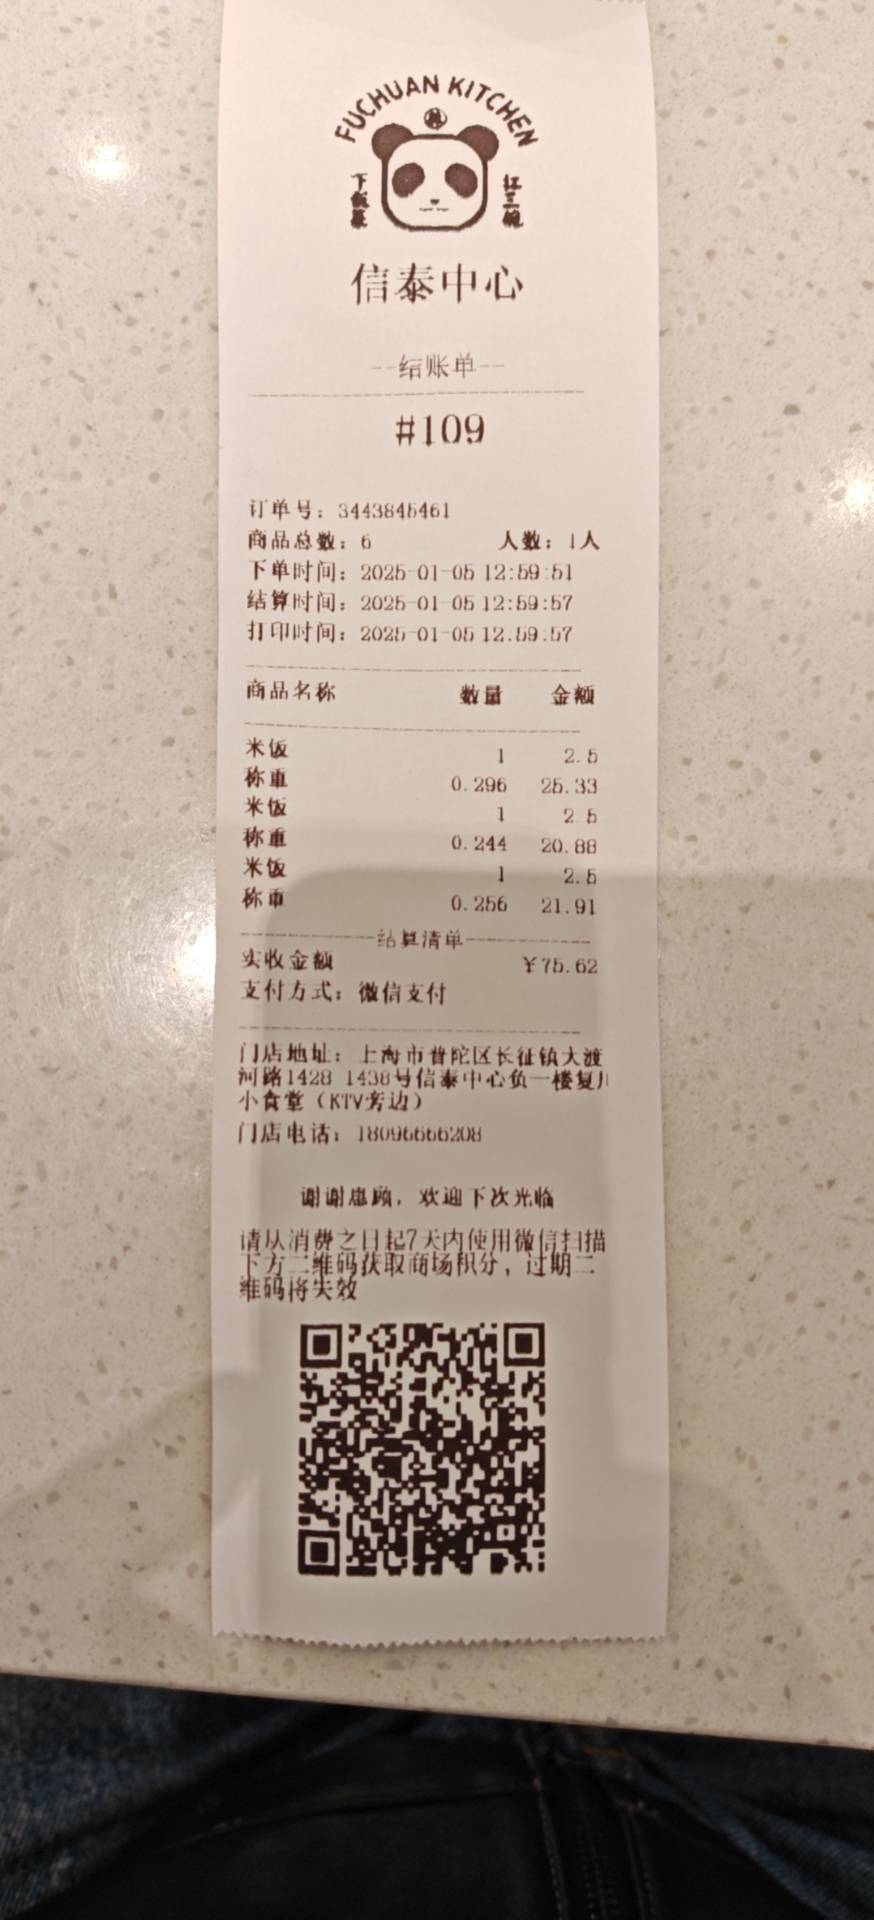 FUCHUAN KITCHEN
下飯菜
扛三碗
信泰中心
--结账单--
#109
订单号：3443845461
商品总数：6 人数：1人
下单时间：2025-01-05 12:59:51
结算时间：2025-01-05 12:59:57
打印时间：2025-01-05 12:59:57
商品名称 数量 金额
米饭 1 2.5
称重 0.296 25.33
米饭 1 2.5
称重 0.244 20.88
米饭 1 2.5
称重 0.256 21.91
结算清单
实收金额 ￥75.62
支付方式：微信支付
门店地址：上海市普陀区长征镇大渡
河路1428 1438号信泰中心负一楼复川
小食堂（KTV旁边）
门店电话：18096666208
谢谢惠顾，欢迎下次光临
请从消费之日起7天内使用微信扫描
下方二维码获取商场积分，过期二
维码将失效